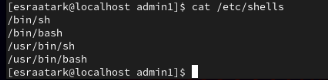 [esraatark@localhost admin1]$ cat /etc/shells
/bin/sh
/bin/bash
/usr/bin/sh
/usr/bin/bash
[esraatark@localhost admin1]$